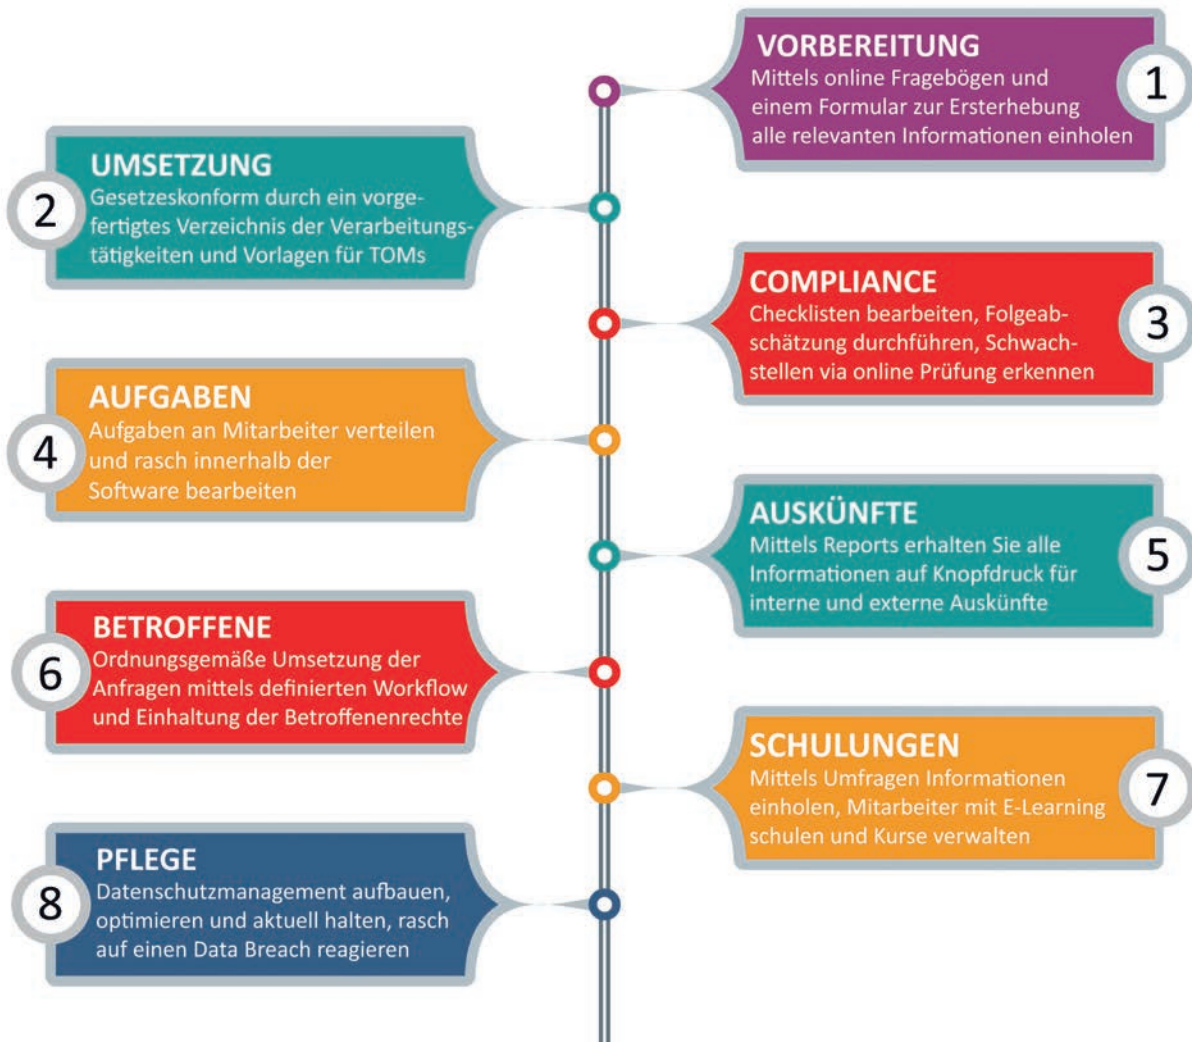 VORBEREITUNG
Mittels online Fragebögen und
einem Formular zur Ersterhebung
alle relevanten Informationen einholen
1
UMSETZUNG
Gesetzeskonform durch ein vorge-
fertigtes Verzeichnis der Verarbeitungs-
tätigkeiten und Vorlagen für TOMs
2
COMPLIANCE
Checklisten bearbeiten, Folgeab-
schätzung durchführen, Schwach-
stellen via online Prüfung erkennen
3
AUFGABEN
Aufgaben an Mitarbeiter verteilen
und rasch innerhalb der
Software bearbeiten
4
AUSKÜNFTE
Mittels Reports erhalten Sie alle
Informationen auf Knopfdruck für
interne und externe Auskünfte
5
BETROFFENE
Ordnungsgemäße Umsetzung der
Anfragen mittels definierten Workflow
und Einhaltung der Betroffenenrechte
6
SCHULUNGEN
Mittels Umfragen Informationen
einholen, Mitarbeiter mit E-Learning
schulen und Kurse verwalten
7
PFLEGE
Datenschutzmanagement aufbauen,
optimieren und aktuell halten, rasch
auf einen Data Breach reagieren
8